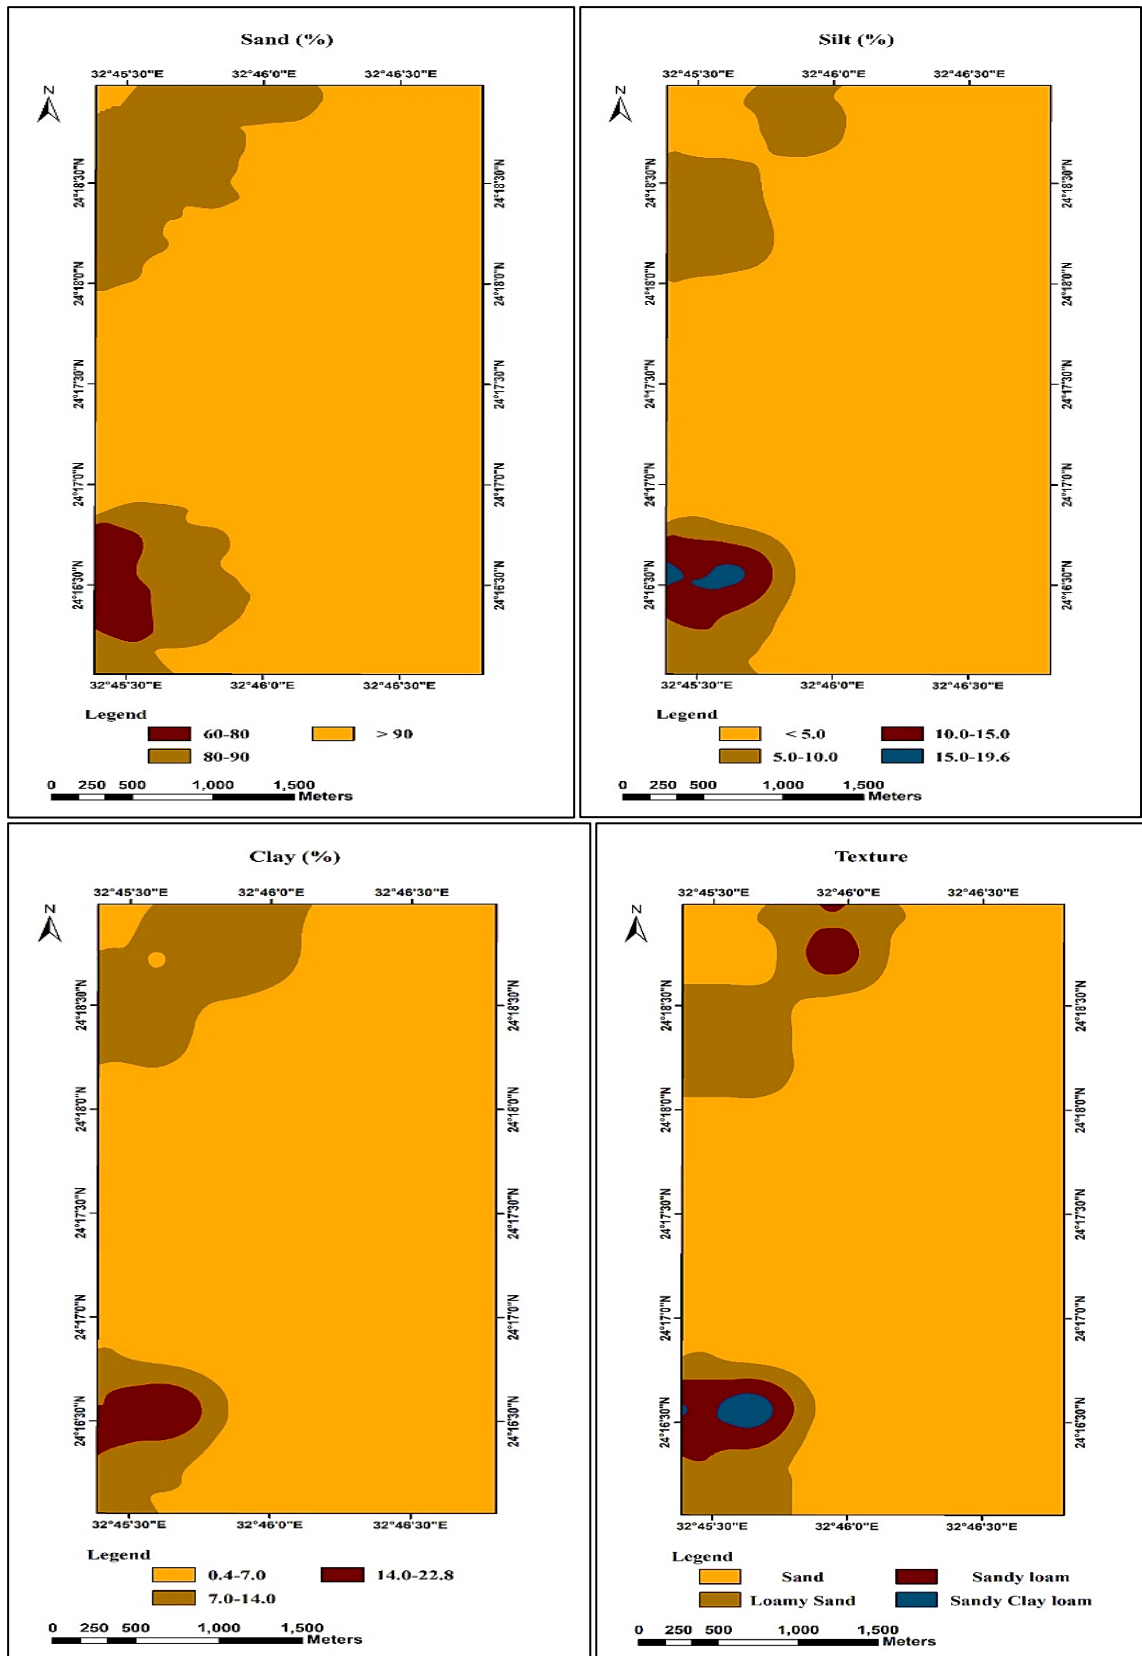 Sand (%)
32°45'30"E 32°46'0"E 32°46'30"E
N
24°18'30"N 24°18'30"N
24°18'0"N 24°18'0"N
24°17'30"N 24°17'30"N
24°17'0"N 24°17'0"N
24°16'30"N 24°16'30"N
32°45'30"E 32°46'0"E 32°46'30"E
Legend
60-80 > 90
80-90
0 250 500 1,000 1,500
Meters
Silt (%)
32°45'30"E 32°46'0"E 32°46'30"E
N
24°18'30"N 24°18'30"N
24°18'0"N 24°18'0"N
24°17'30"N 24°17'30"N
24°17'0"N 24°17'0"N
24°16'30"N 24°16'30"N
32°45'30"E 32°46'0"E 32°46'30"E
Legend
< 5.0 10.0-15.0
5.0-10.0 15.0-19.6
0 250 500 1,000 1,500
Meters
Clay (%)
32°45'30"E 32°46'0"E 32°46'30"E
N
24°18'30"N 24°18'30"N
24°18'0"N 24°18'0"N
24°17'30"N 24°17'30"N
24°17'0"N 24°17'0"N
24°16'30"N 24°16'30"N
32°45'30"E 32°46'0"E 32°46'30"E
Legend
0.4-7.0 14.0-22.8
7.0-14.0
0 250 500 1,000 1,500
Meters
Texture
32°45'30"E 32°46'0"E 32°46'30"E
N
24°18'30"N 24°18'30"N
24°18'0"N 24°18'0"N
24°17'30"N 24°17'30"N
24°17'0"N 24°17'0"N
24°16'30"N 24°16'30"N
32°45'30"E 32°46'0"E 32°46'30"E
Legend
Sand Sandy loam
Loamy Sand Sandy Clay loam
0 250 500 1,000 1,500
Meters